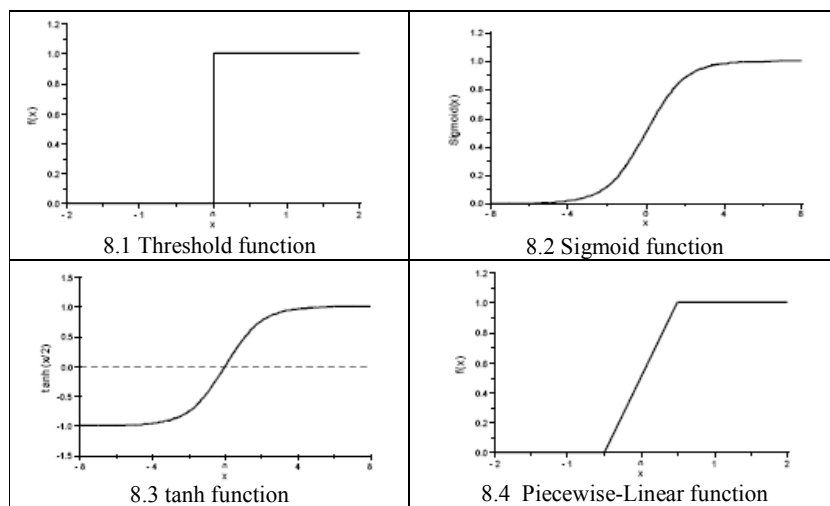 1.2
1.0
0.8
0.6
0.4
0.2
0.0
f(x)
-2 -1 0 1 2
x
8.1 Threshold function
1.2
1.0
0.8
0.6
0.4
0.2
0.0
Sigmoid(x)
-8 -4 0 4 8
x
8.2 Sigmoid function
1.5
1.0
0.5
0.0
-0.5
-1.0
-1.5
tanh(x/2)
-8 -4 0 4 8
x
8.3 tanh function
1.2
1.0
0.8
0.6
0.4
0.2
0.0
f(x)
-2 -1 0 1 2
x
8.4 Piecewise-Linear function